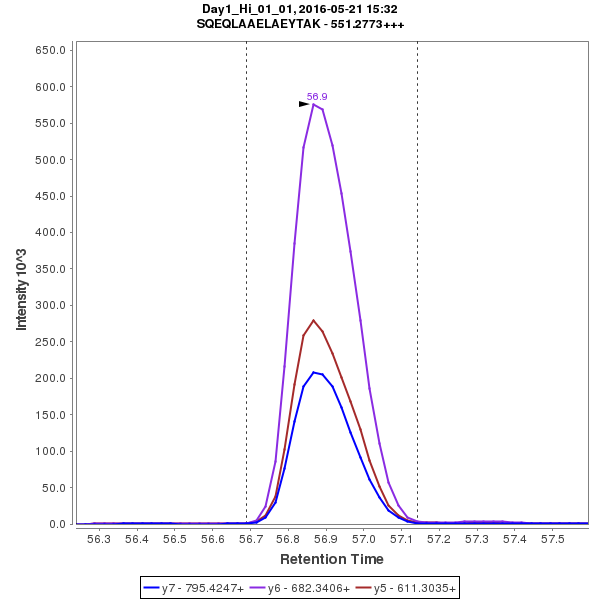 Day1_Hi_01_01, 2016-05-21 15:32
SQEQLAAELAEYTAK - 551.2773+++
650.0
600.0
550.0
500.0
450.0
400.0
350.0
300.0
250.0
200.0
150.0
100.0
50.0
0.0
Intensity 10^3
56.9
56.3 56.4 56.5 56.6 56.7 56.8 56.9 57.0 57.1 57.2 57.3 57.4 57.5
Retention Time
y7 - 795.4247+ y6 - 682.3406+ y5 - 611.3035+